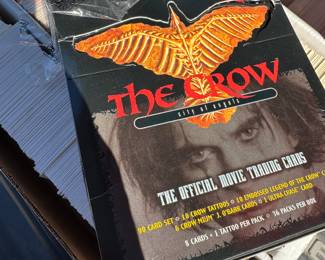 THE CROW
city of angels
THE OFFICIAL MOVIE TRADING CARDS
90 CARD SET • 10 CROW TATTOOS • 10 EMBOSSED LEGEND OF THE CROW
6 CROW MCJM J. O'BARR CARDS • 1 ULTRA CHASE CARD
8 CARDS • 1 TATTOO PER PACK • 36 PACKS PER BOX